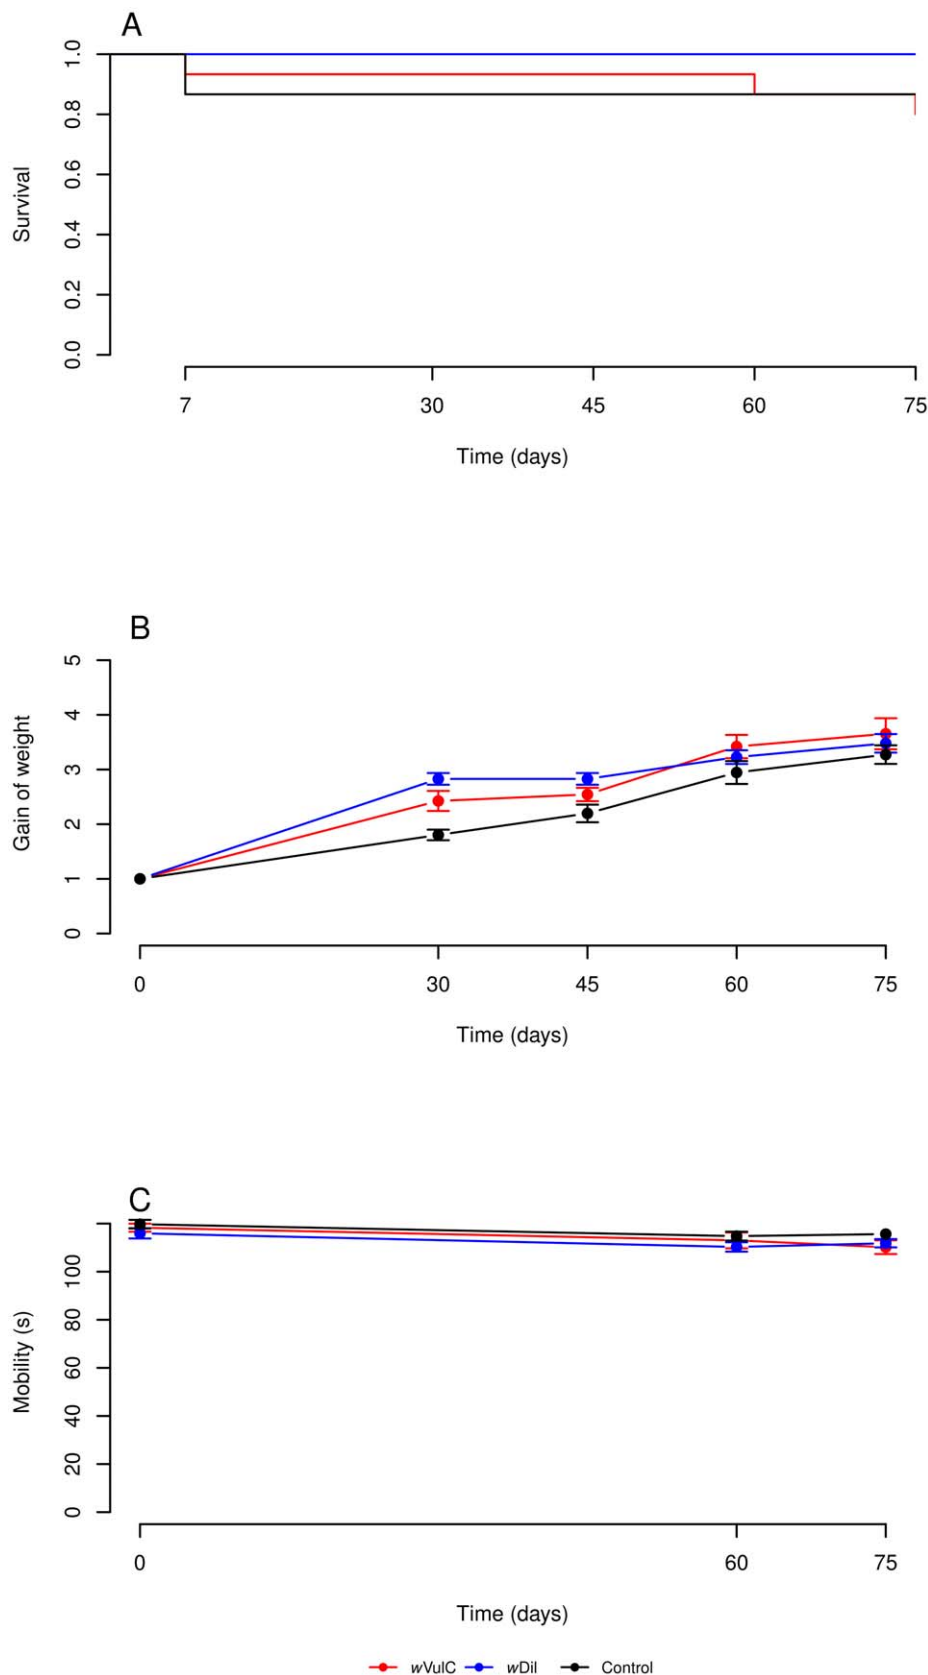 A
1.0
0.8
0.6
0.4
0.2
0.0
Survival
7 30 45 60 75
Time (days)
B
5
4
3
2
1
0
Gain of weight
0 30 45 60 75
Time (days)
C
100
80
60
40
20
0
Mobility (s)
0 60 75
Time (days)
wVulC wDil Control